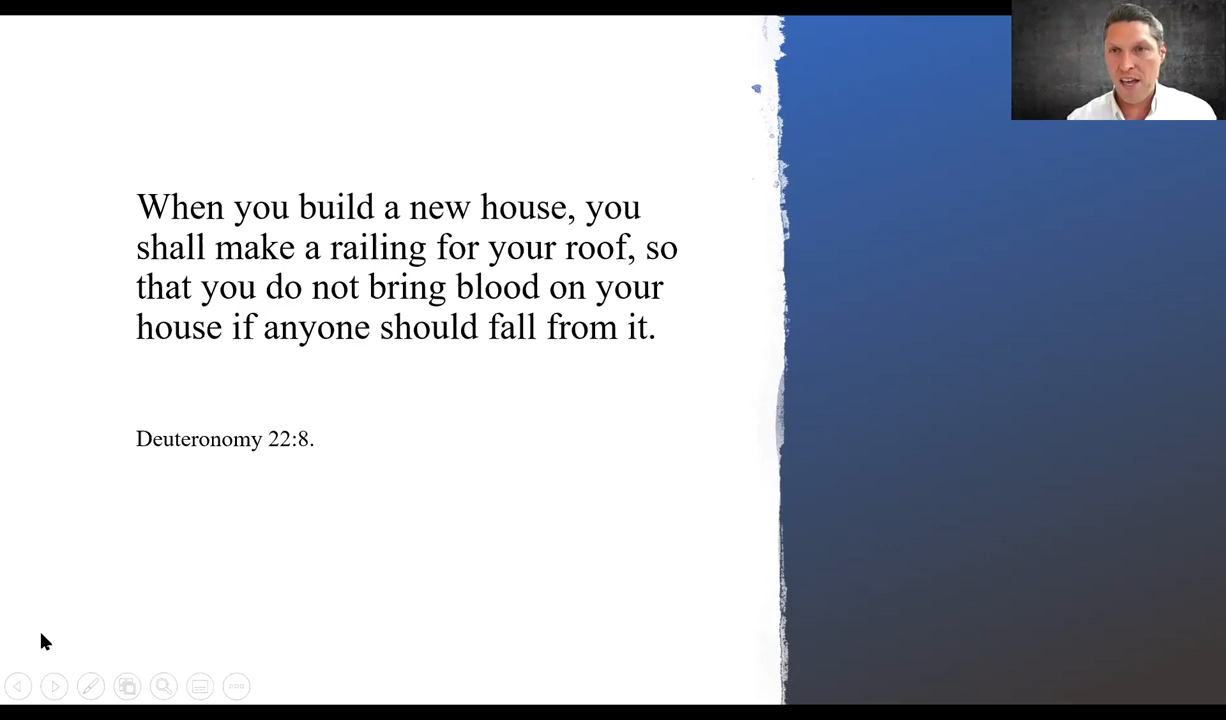 When you build a new house, you
shall make a railing for your roof, so
that you do not bring blood on your
house if anyone should fall from it.
Deuteronomy 22:8.